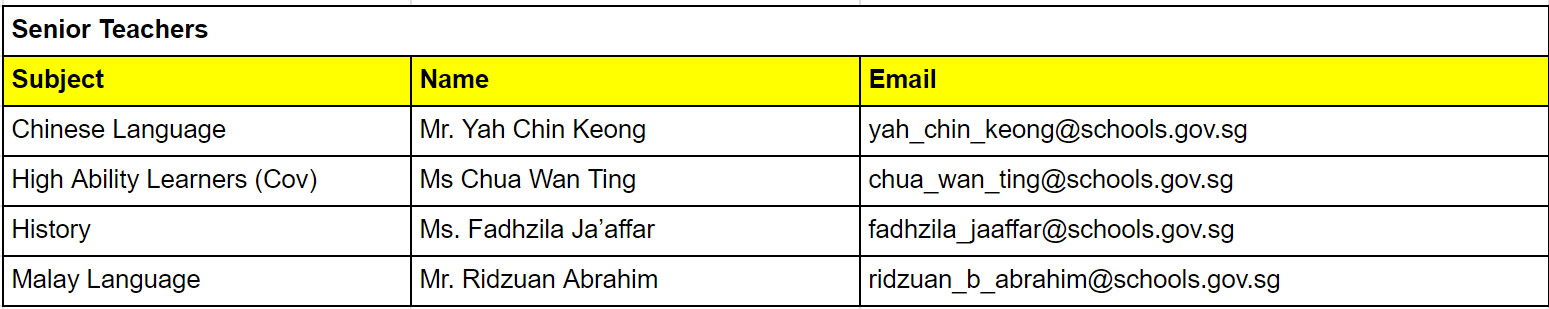 Senior Teachers
Subject Name Email
Chinese Language Mr. Yah Chin Keong yah_chin_keong@schools.gov.sg
High Ability Learners (Cov) Ms Chua Wan Ting chua_wan_ting@schools.gov.sg
History Ms. Fadhzila Ja’affar fadhzila_jaaffar@schools.gov.sg
Malay Language Mr. Ridzuan Abrahim ridzuan_b_abrahim@schools.gov.sg